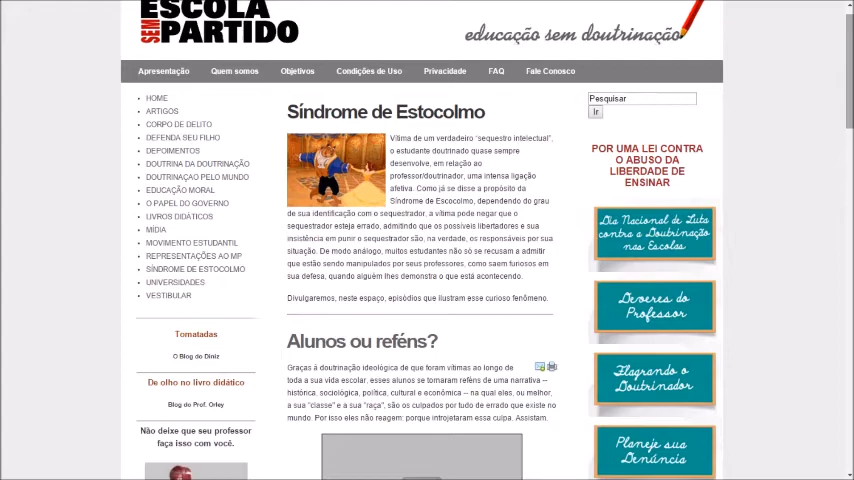 ESCOLA
SEM PARTIDO
educação sem doutrinação
Apresentação Quem somos Objetivos Condições de Uso Privacidade FAQ Fale Conosco
HOME
ARTIGOS
CORPO DE DELITO
DEFENDA SEU FILHO
DEPOIMENTOS
DOUTRINA DA DOUTRINAÇÃO
DOUTRINAÇAO PELO MUNDO
EDUCAÇÃO MORAL
O PAPEL DO GOVERNO
LIVROS DIDÁTICOS
MÍDIA
MOVIMENTO ESTUDANTIL
REPRESENTAÇÕES AO MP
SÍNDROME DE ESTOCOLMO
UNIVERSIDADES
VESTIBULAR
Tomatadas
O Blog do Diniz
De olho no livro didático
Blog do Prof. Orley
Não deixe que seu professor
faça isso com você.
Síndrome de Estocolmo
Vítima de um verdadeiro “sequestro intelectual”,
o estudante doutrinado quase sempre
desenvolve, em relação ao
professor/doutrinador, uma intensa ligação
afetiva. Como já se disse a propósito da
Síndrome de Estocolmo, dependendo do grau
de sua identificação com o sequestrador, a vítima pode negar que o
sequestrador esteja errado, admitindo que os possíveis libertadores e sua
insistência em punir o sequestrador são, na verdade, os responsáveis por sua
situação. De modo análogo, muitos estudantes não só se recusam a admitir
que estão sendo manipulados por seus professores, como saem furiosos em
sua defesa, quando alguém lhes demonstra o que está acontecendo.
Divulgaremos, neste espaço, episódios que ilustram esse curioso fenômeno.
Alunos ou reféns?
Graças à doutrinação ideológica de que foram vítimas ao longo de
toda a sua vida escolar, esses alunos se tornaram reféns de uma narrativa --
histórica, sociológica, política, cultural e econômica -- na qual eles, ou melhor,
a sua "classe" e a sua "raça", são os culpados por tudo de errado que existe no
mundo. Por isso eles não reagem: porque introjetaram essa culpa. Assistam.
Pesquisar
Ir
POR UMA LEI CONTRA
O ABUSO DA
LIBERDADE DE
ENSINAR
Dia Nacional de Luta
contra a Doutrinação
nas Escolas
Deveres do
Professor
Flagrando o
Doutrinador
Planeje sua
Denúncia